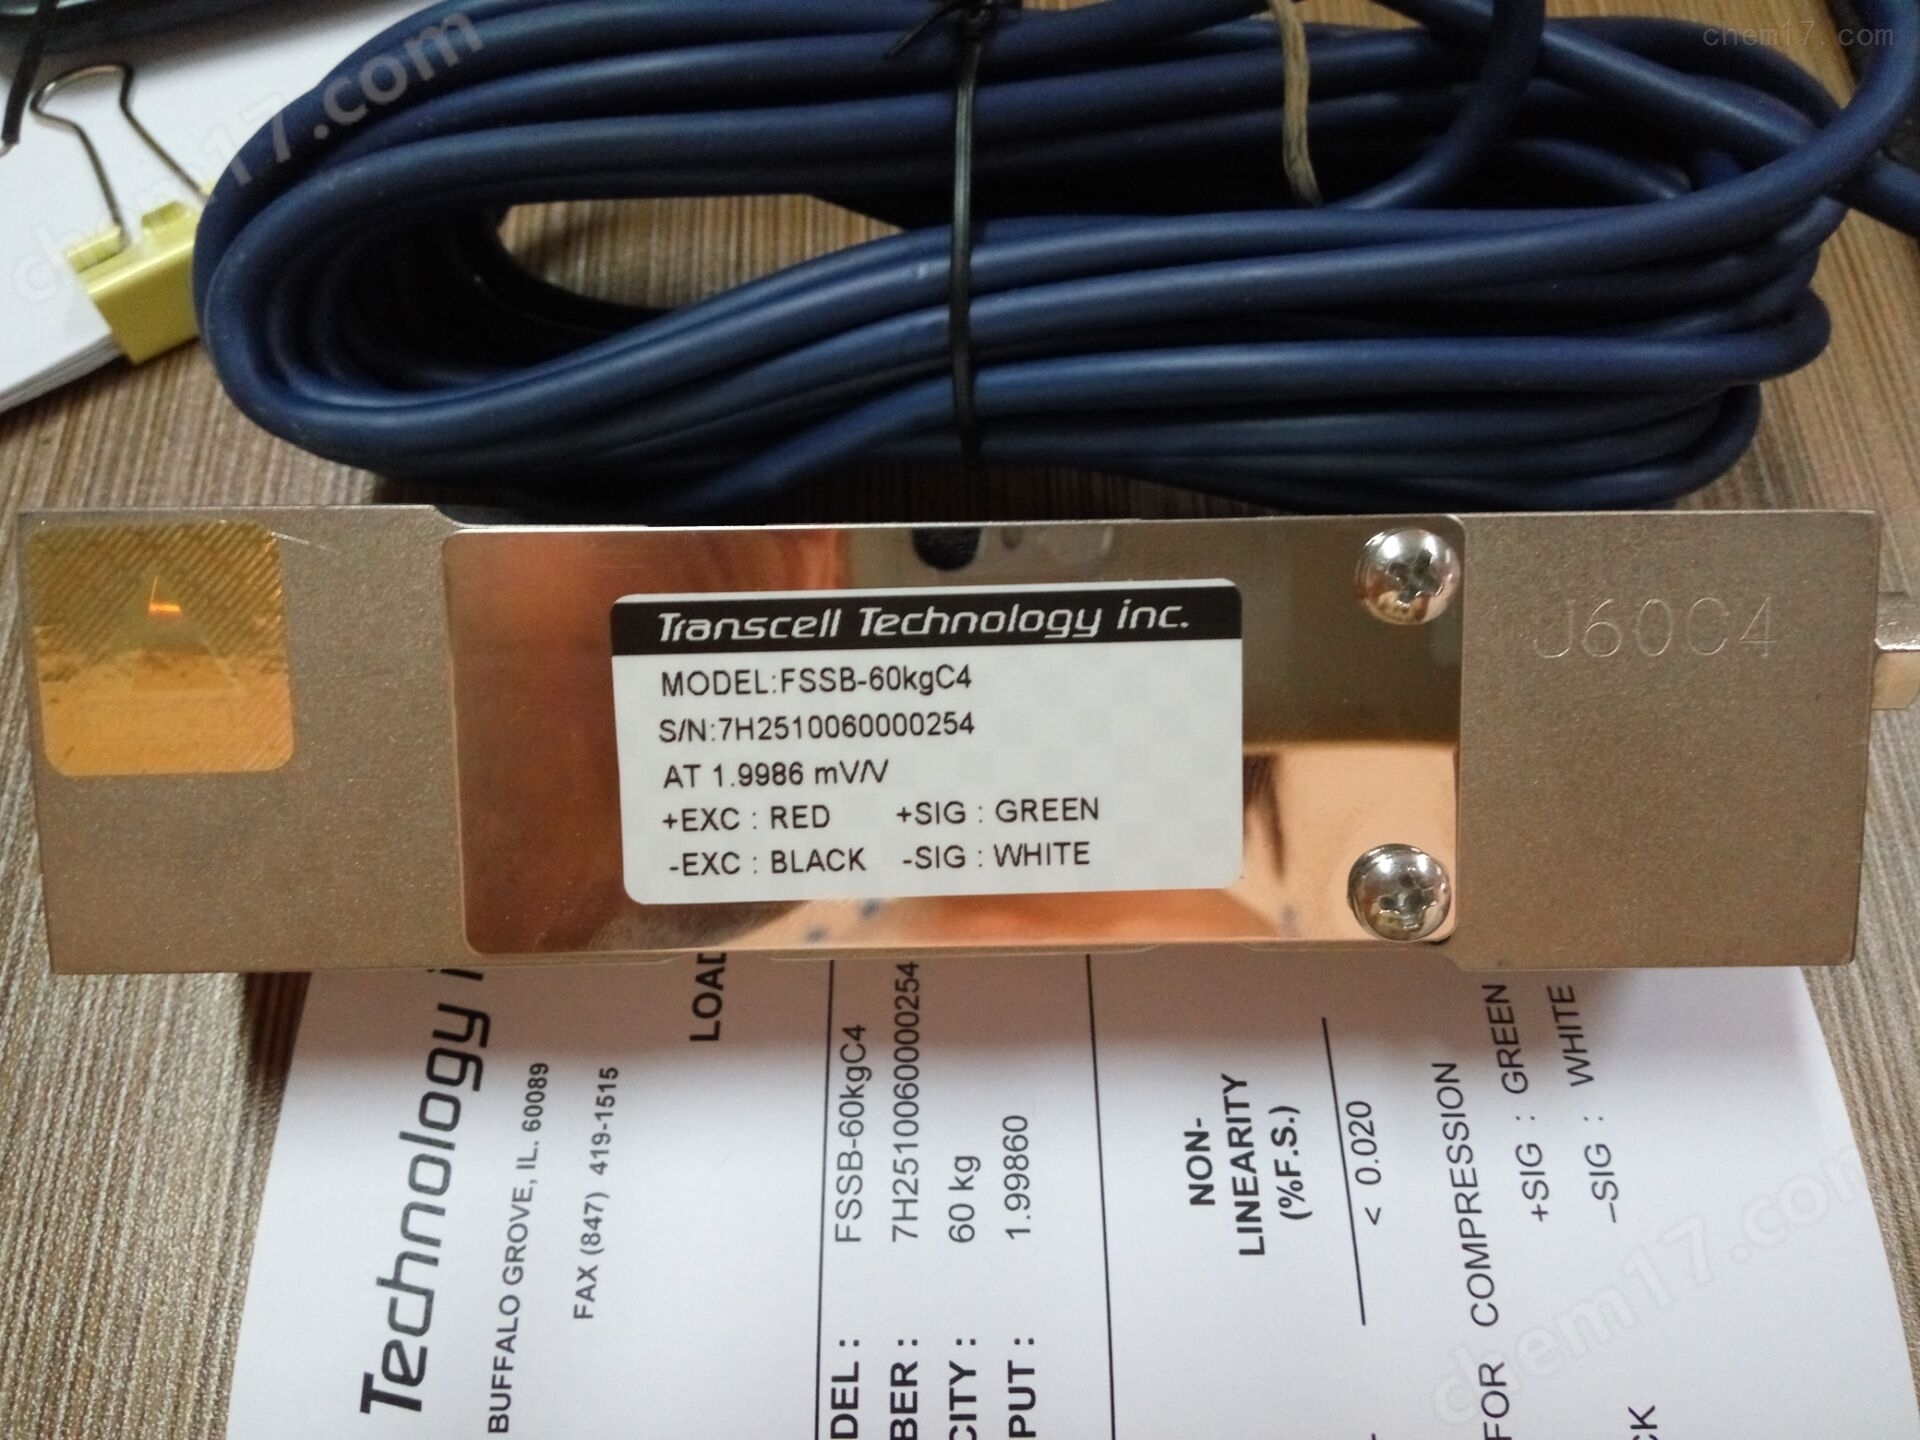 chem17.com
chem17.com
Transcell Technology inc.
MODEL:FSSB-60kgC4
S/N:7H2510060000254
AT 1.9986 mV/V
+EXC : RED +SIG : GREEN
-EXC : BLACK -SIG : WHITE
J60C4
Technology i
BUFFALO GROVE, IL. 60089
FAX (847) 419-1515
LOAD
DEL : FSSB-60kgC4
BER : 7H2510060000254
CITY : 60 kg
PUT : 1.99860
NON-
LINEARITY
(%F.S.)
< 0.020
FOR COMPRESSION
+SIG : GREEN
–SIG : WHITE
CK
chem17.com